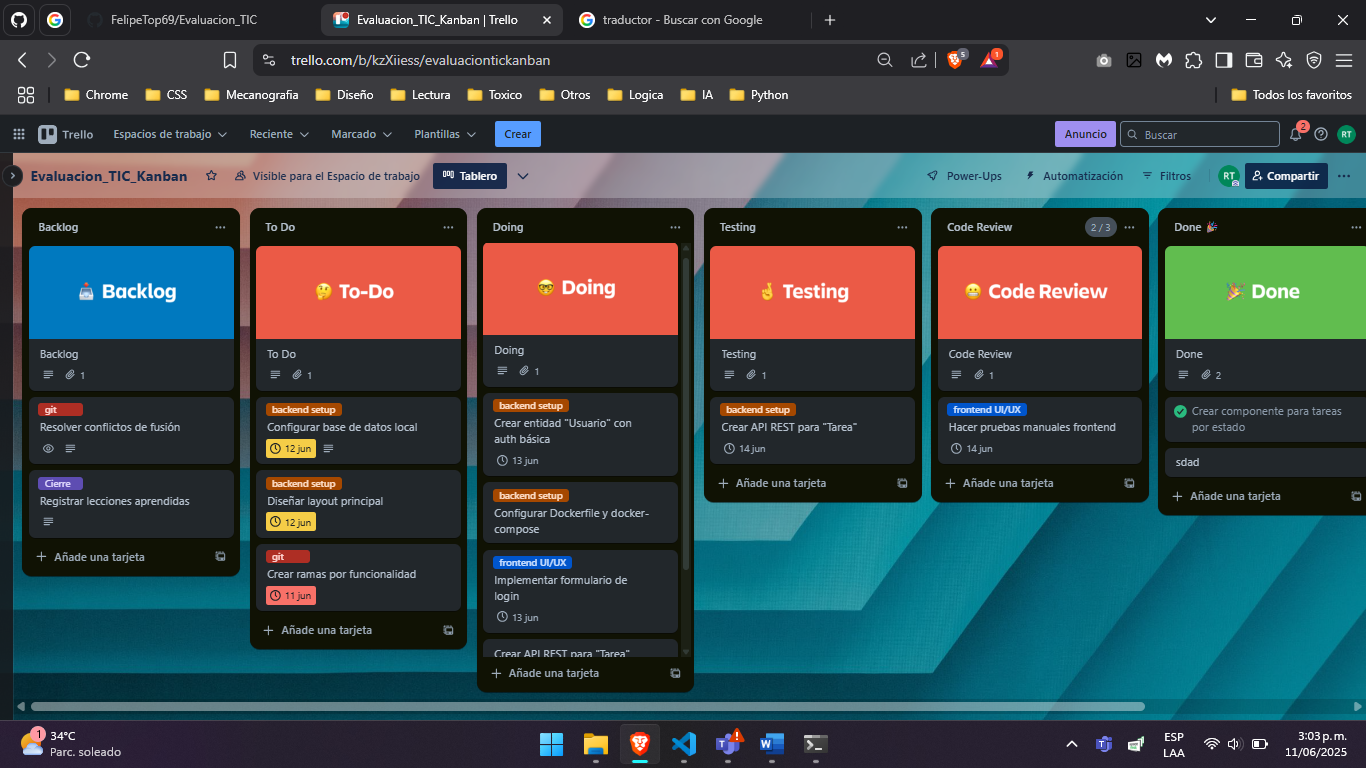 FelipeTop69/Evaluacion_TIC
Evaluacion_TIC_Kanban | Trello
traductor - Buscar con Google
trello.com/b/kzXiiess/evaluaciontickanban
5
1
Chrome
CSS
Mecanografia
Diseño
Lectura
Toxico
Otros
Logica
IA
Python
Todos los favoritos
Trello
Espacios de trabajo
Reciente
Marcado
Plantillas
Crear
Anuncio
Buscar
2
RT
Evaluacion_TIC_Kanban
Visible para el Espacio de trabajo
Tablero
Power-Ups
Automatización
Filtros
RT
Compartir
Backlog
Backlog
Backlog
1
git
Resolver conflictos de fusión
Cierre
Registrar lecciones aprendidas
Añade una tarjeta
To Do
To-Do
To Do
1
backend setup
Configurar base de datos local
12 jun
backend setup
Diseñar layout principal
12 jun
git
Crear ramas por funcionalidad
11 jun
Añade una tarjeta
Doing
Doing
Doing
1
backend setup
Crear entidad "Usuario" con
auth básica
13 jun
backend setup
Configurar Dockerfile y docker-
compose
frontend UI/UX
Implementar formulario de
login
13 jun
Crear API REST para "Tarea"
Añade una tarjeta
Testing
Testing
Testing
1
backend setup
Crear API REST para "Tarea"
14 jun
Añade una tarjeta
Code Review
2 / 3
Code Review
Code Review
1
frontend UI/UX
Hacer pruebas manuales frontend
14 jun
Añade una tarjeta
Done
Done
Done
2
Crear componente para tareas
por estado
sdad
Añade una tarjeta
1
34°C
Parc. soleado
ESP
LAA
3:03 p. m.
11/06/2025